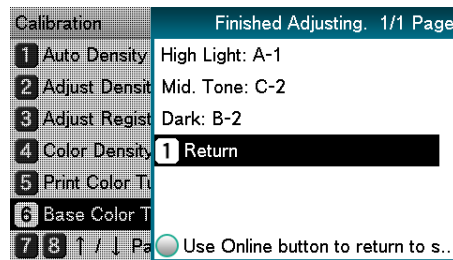 Calibration
1 Auto Density
2 Adjust Densit
3 Adjust Regist
4 Color Density
5 Print Color Tu
6 Base Color T
7 8 ↑ / ↓ Pa
Finished Adjusting. 1/1 Page
High Light: A-1
Mid. Tone: C-2
Dark: B-2
1 Return
Use Online button to return to s..